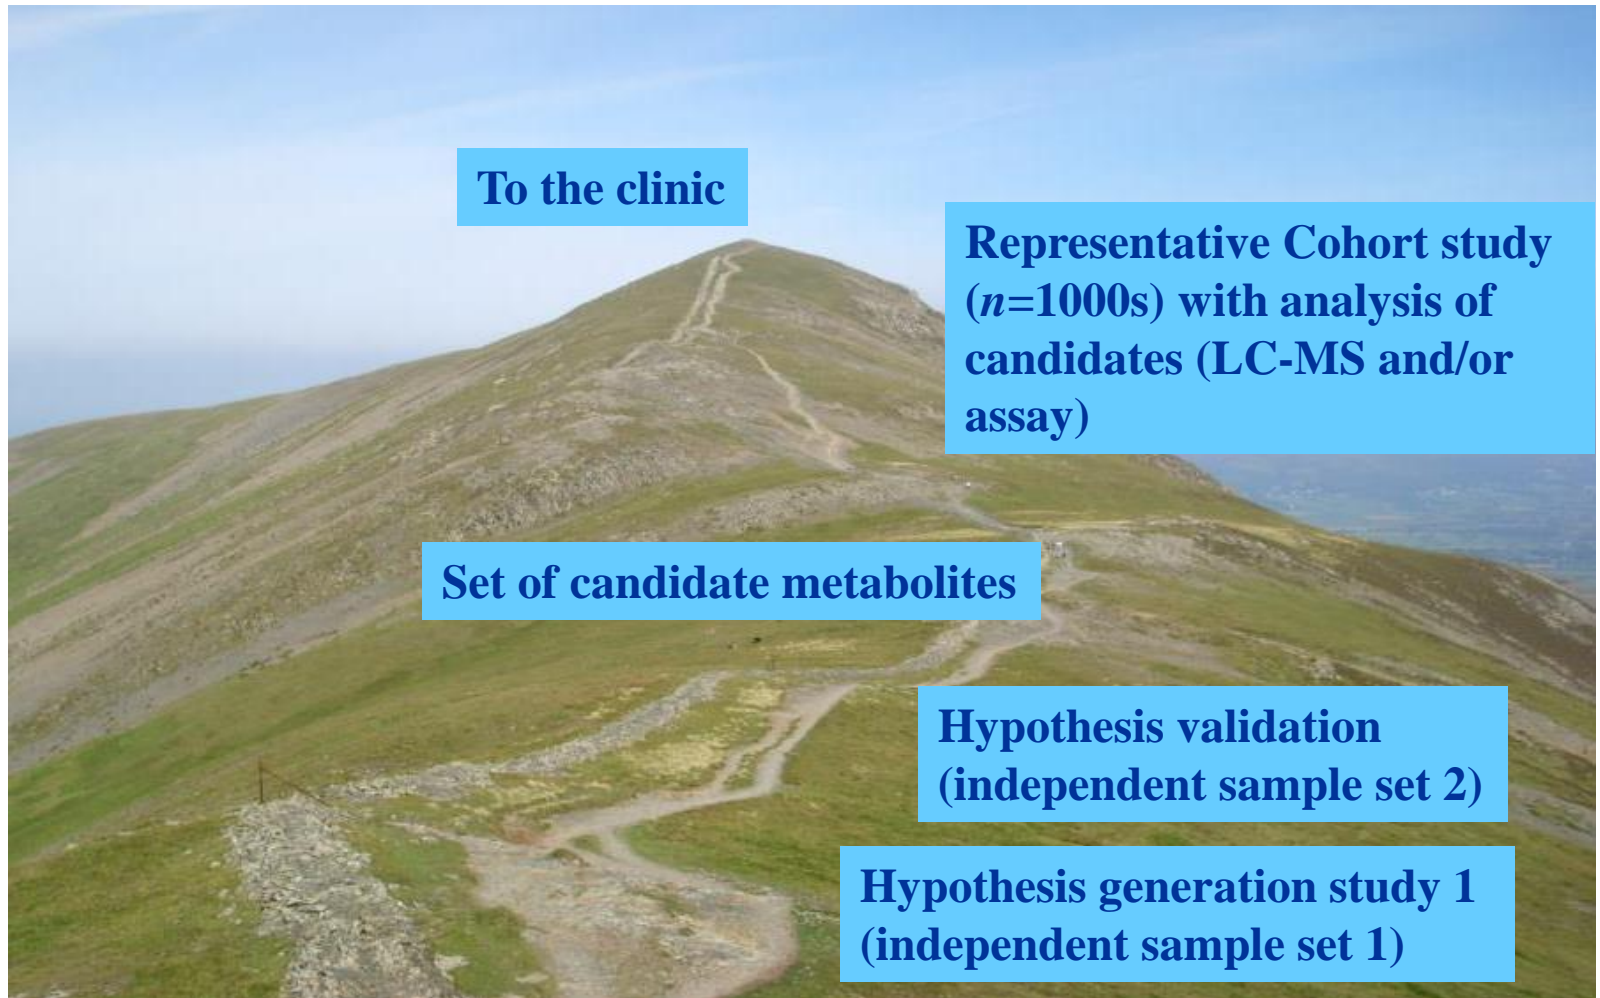 To the clinic
Representative Cohort study
(n=1000s) with analysis of
candidates (LC-MS and/or
assay)
Set of candidate metabolites
Hypothesis validation
(independent sample set 2)
Hypothesis generation study 1
(independent sample set 1)